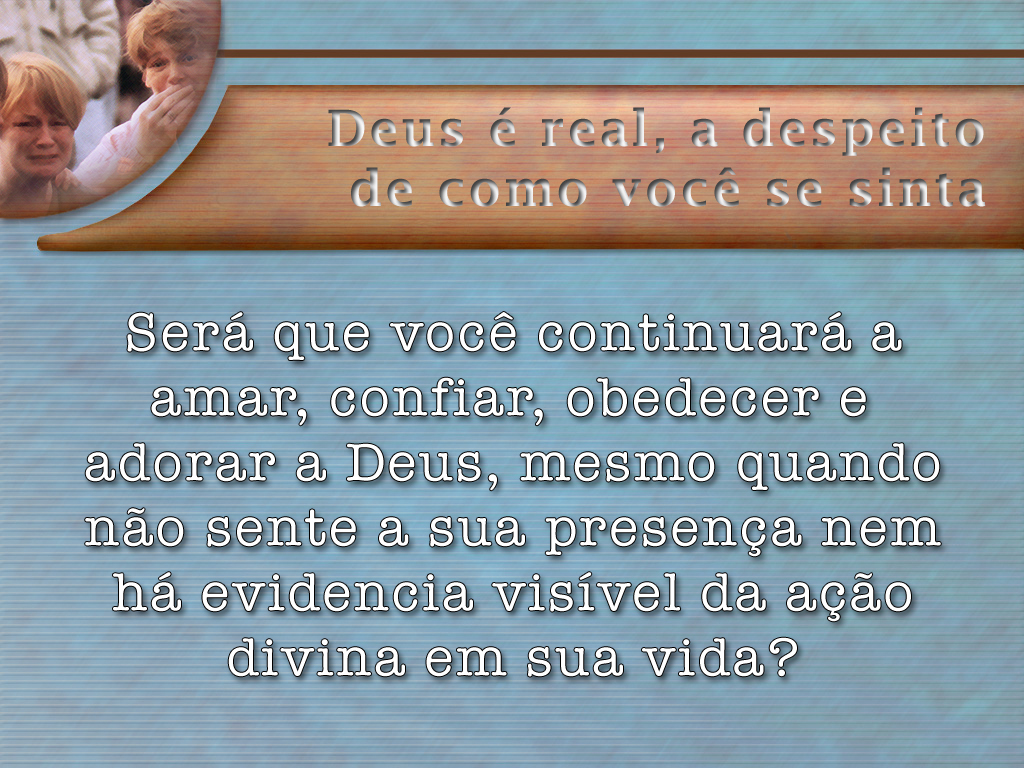 Deus é real, a despeito
de como você se sinta
Será que você continuará a
amar, confiar, obedecer e
adorar a Deus, mesmo quando
não sente a sua presença nem
há evidencia visível da ação
divina em sua vida?